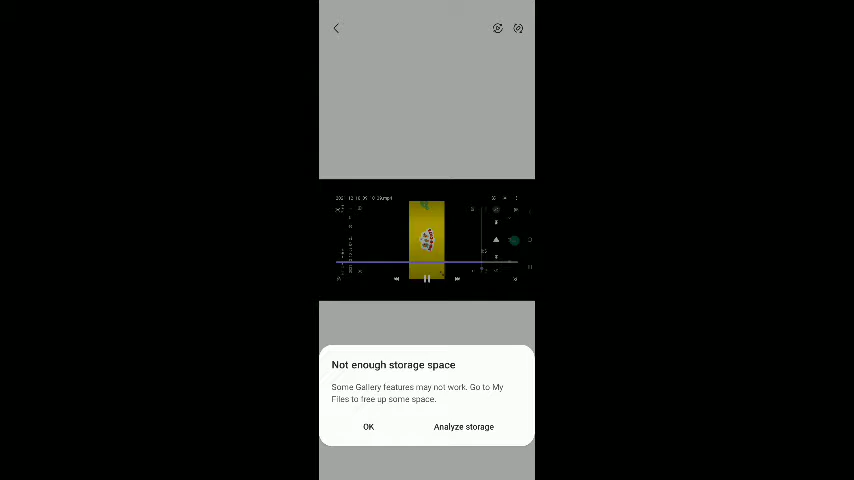 Not enough storage space
Some Gallery features may not work. Go to My
Files to free up some space.
OK
Analyze storage